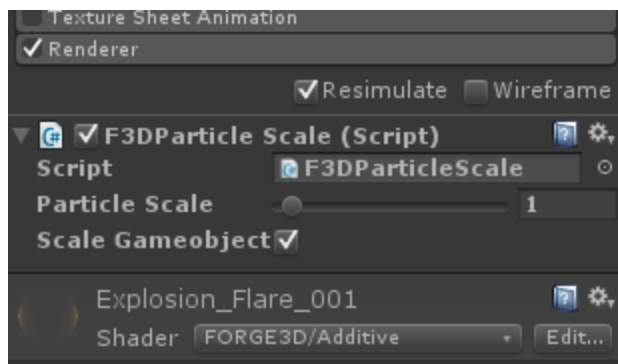 Texture Sheet Animation
Renderer
Resimulate Wireframe
F3DParticle Scale (Script)
Script F3DParticleScale
Particle Scale 1
Scale Gameobject
Explosion_Flare_001
Shader FORGE3D/Additive Edit...